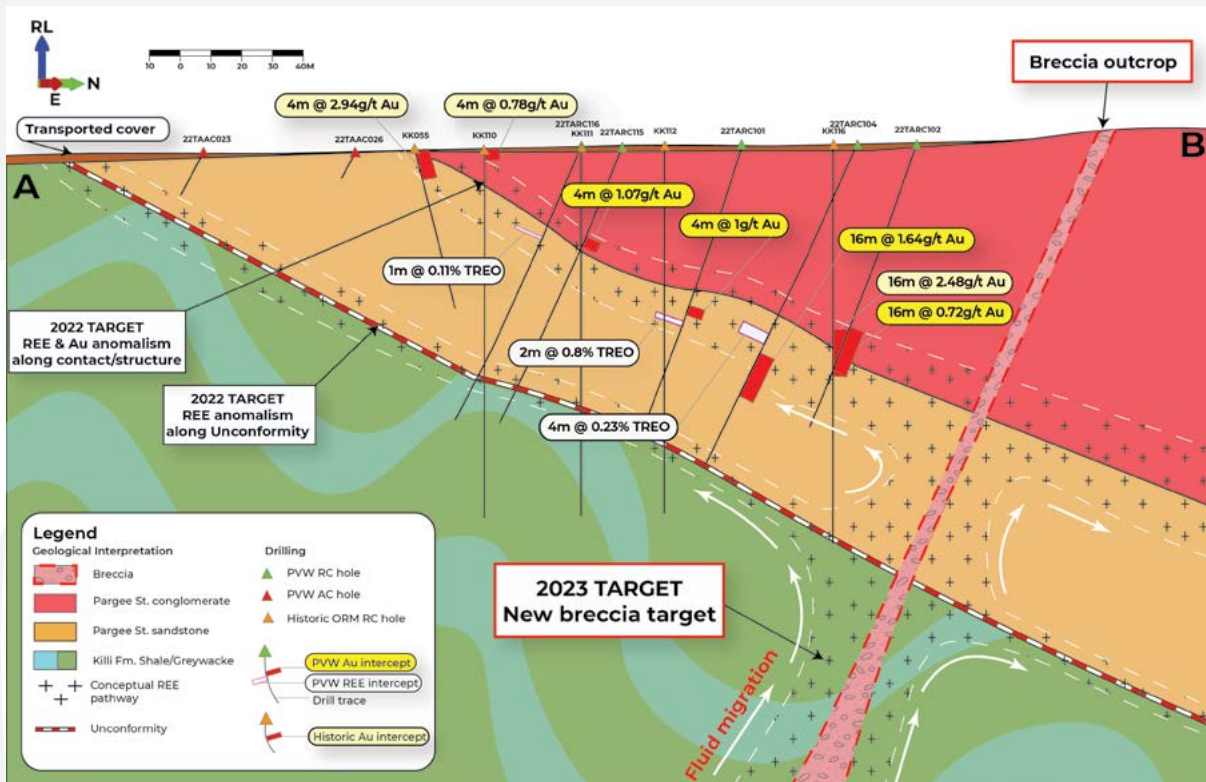 RL
N
E
10 0 10 20 30 40M
Breccia outcrop
4m @ 2.94g/t Au
4m @ 0.78g/t Au
Transported cover
22TAAC023
22TAAC026
KK055
KK110
22TARC116
KK111
22TARC115
KK112
22TARC101
22TARC104
KK116
22TARC102
A
B
4m @ 1.07g/t Au
4m @ 1g/t Au
16m @ 1.64g/t Au
1m @ 0.11% TREO
16m @ 2.48g/t Au
16m @ 0.72g/t Au
2022 TARGET
REE & Au anomalism
along contact/structure
2m @ 0.8% TREO
2022 TARGET
REE anomalism
along Unconformity
4m @ 0.23% TREO
2023 TARGET
New breccia target
Fluid migration
Legend
Geological Interpretation
Breccia
Pargee St. conglomerate
Pargee St. sandstone
Killi Fm. Shale/Greywacke
Conceptual REE
pathway
Unconformity
Drilling
PVW RC hole
PVW AC hole
Historic ORM RC hole
PVW Au intercept
PVW REE intercept
Drill trace
Historic Au intercept